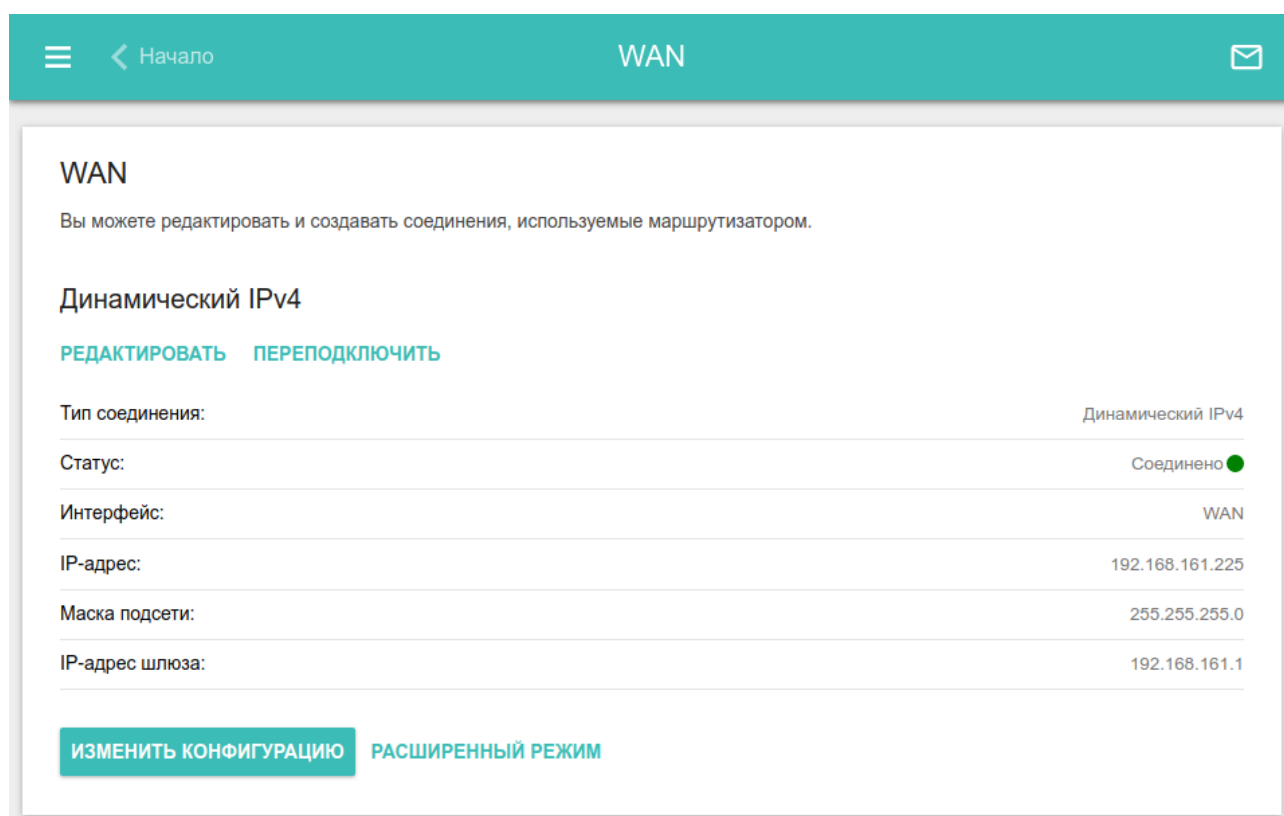 Начало
WAN
WAN
Вы можете редактировать и создавать соединения, используемые маршрутизатором.
Динамический IPv4
РЕДАКТИРОВАТЬ ПЕРЕПОДКЛЮЧИТЬ
Тип соединения: Динамический IPv4
Статус: Соединено
Интерфейс: WAN
IP-адрес: 192.168.161.225
Маска подсети: 255.255.255.0
IP-адрес шлюза: 192.168.161.1
ИЗМЕНИТЬ КОНФИГУРАЦИЮ РАСШИРЕННЫЙ РЕЖИМ